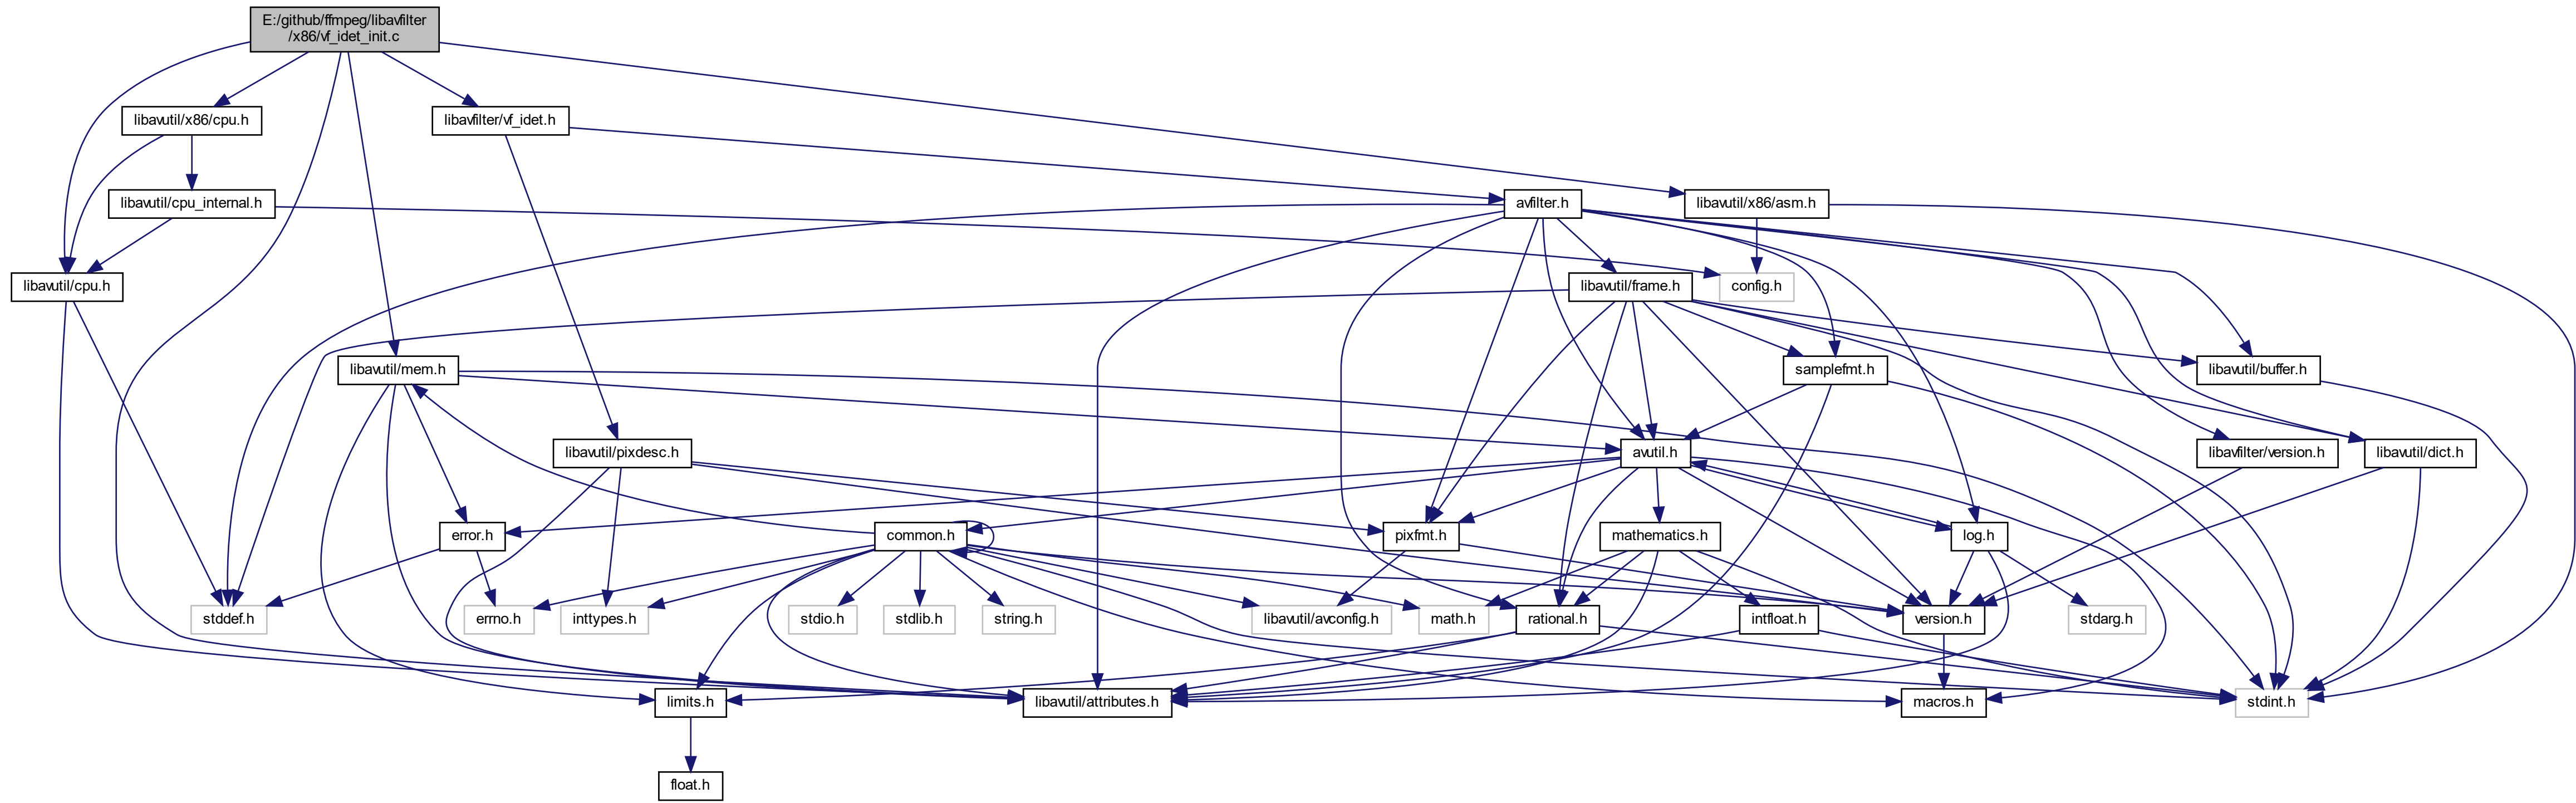 E:/github/ffmpeg/libavfilter
/x86/vf_idet_init.c
libavutil/x86/cpu.h
libavfilter/vf_idet.h
libavutil/cpu_internal.h
avfilter.h
libavutil/x86/asm.h
libavutil/cpu.h
libavutil/frame.h
config.h
libavutil/mem.h
samplefmt.h
libavutil/buffer.h
libavutil/pixdesc.h
avutil.h
libavfilter/version.h
libavutil/dict.h
error.h
common.h
pixfmt.h
mathematics.h
log.h
stddef.h
errno.h
inttypes.h
stdio.h
stdlib.h
string.h
libavutil/avconfig.h
math.h
rational.h
intfloat.h
version.h
stdarg.h
limits.h
libavutil/attributes.h
macros.h
stdint.h
float.h